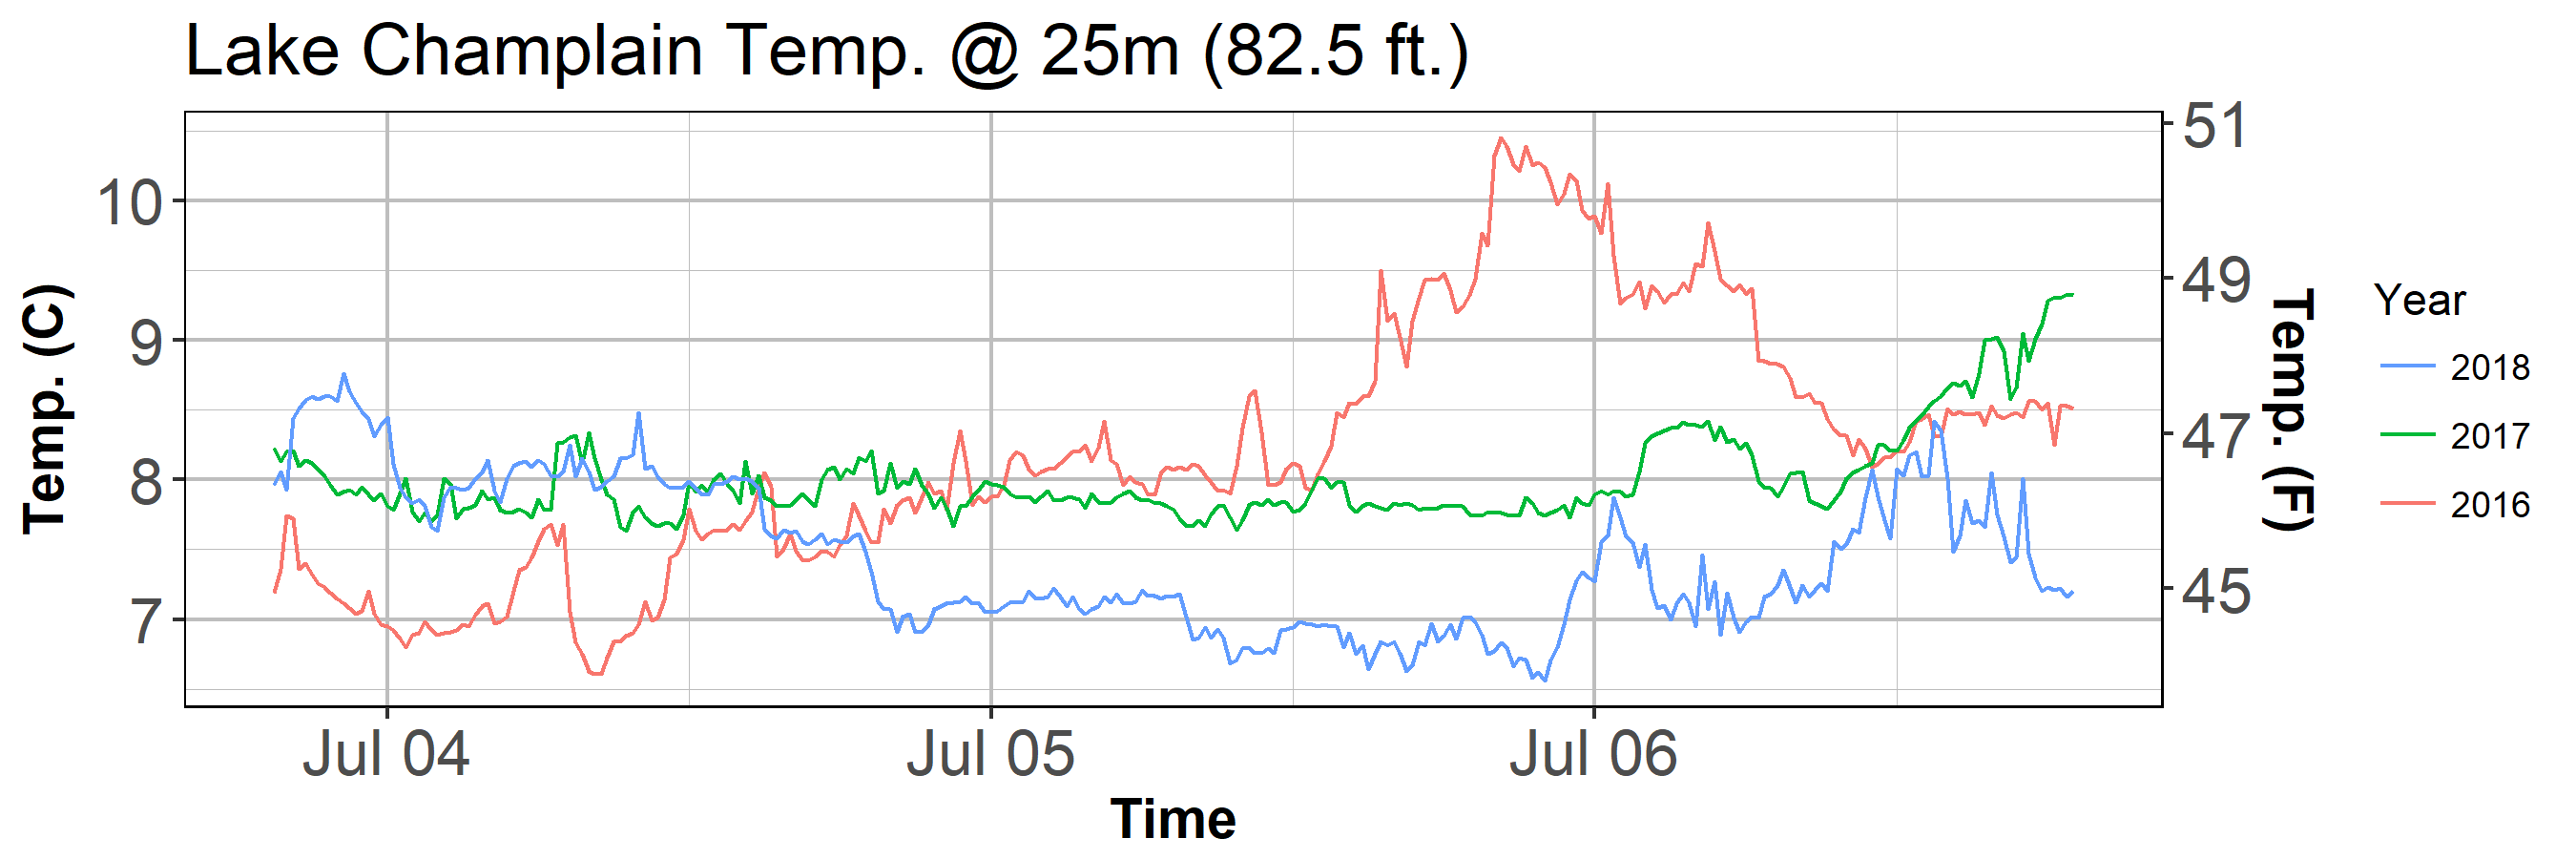 Lake Champlain Temp. @ 25m (82.5 ft.)
Temp. (C)
10
9
8
7
51
49
47
45
Temp. (F)
Jul 04
Jul 05
Jul 06
Time
Year
2018
2017
2016